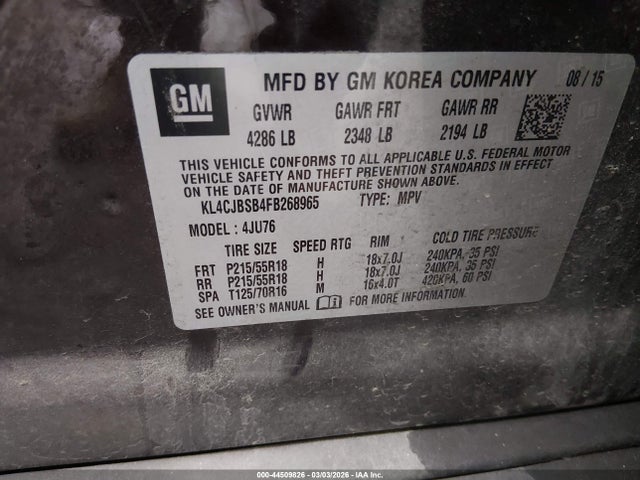 GM MFD BY GM KOREA COMPANY 08 / 15
GVWR GAWR FRT GAWR RR
4286 LB 2348 LB 2194 LB
THIS VEHICLE CONFORMS TO ALL APPLICABLE U.S. FEDERAL MOTOR
VEHICLE SAFETY AND THEFT PREVENTION STANDARDS IN EFFECT
ON THE DATE OF MANUFACTURE SHOWN ABOVE.
KL4CJBSB4FB268965 TYPE: MPV
MODEL : 4JU76
TIRE SIZE SPEED RTG RIM COLD TIRE PRESSURE
FRT P215/55R18 H 18x7.0J 240KPA, 35 PSI
RR P215/55R18 H 18x7.0J 240KPA, 35 PSI
SPA T125/70R16 M 16x4.0T 420KPA, 60 PSI
SEE OWNER'S MANUAL FOR MORE INFORMATION.
000-44509826 | 03/03/2026 - COPYRIGHT IAA, LLC